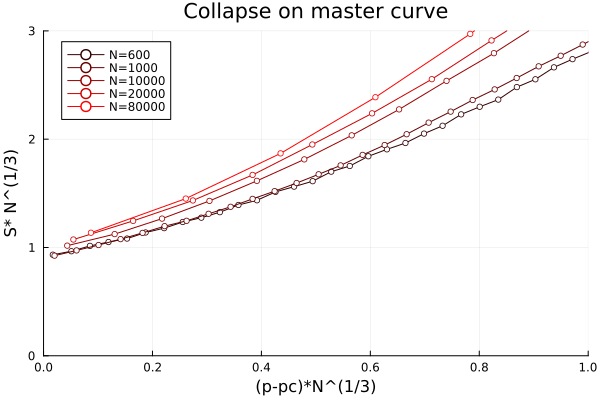 Collapse on master curve
N=600
N=1000
N=10000
N=20000
N=80000
S* N^(1/3)
3
2
1
0
0.0 0.2 0.4 0.6 0.8 1.0
(p-pc)*N^(1/3)